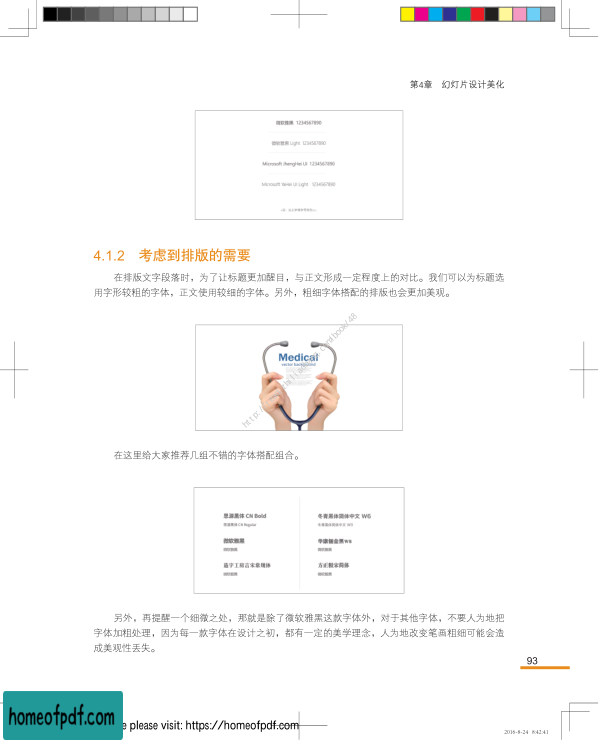 第4章 幻灯片设计美化
微软雅黑 1234567890
微软雅黑 Light 1234567890
Microsoft JhengHei UI 1234567890
Microsoft YaHei UI Light 1234567890
4.1.2 考虑到排版的需要
在排版文字段落时，为了让标题更加醒目，与正文形成一定程度上的对比。我们可以为标题选
用字形较粗的字体，正文使用较细的字体。另外，粗细字体搭配的排版也会更加美观。
Medical
vector background
在这里给大家推荐几组不错的字体搭配组合。
思源黑体 CN Bold
思源黑体 CN Regular
微软雅黑
微软雅黑
造字工房言宋常规体
微软雅黑
冬青黑体简体中文 W6
冬青黑体简体中文 W3
华康俪金黑W8
微软雅黑
方正粗宋简体
微软雅黑
另外，再提醒一个细微之处，那就是除了微软雅黑这款字体外，对于其他字体，不要人为地把
字体加粗处理，因为每一款字体在设计之初，都有一定的美学理念，人为地改变笔画粗细可能会造
成美观性丢失。
93
homeofpdf.com
e please visit: https://homeofpdf.com
2016-8-24 8:42:41